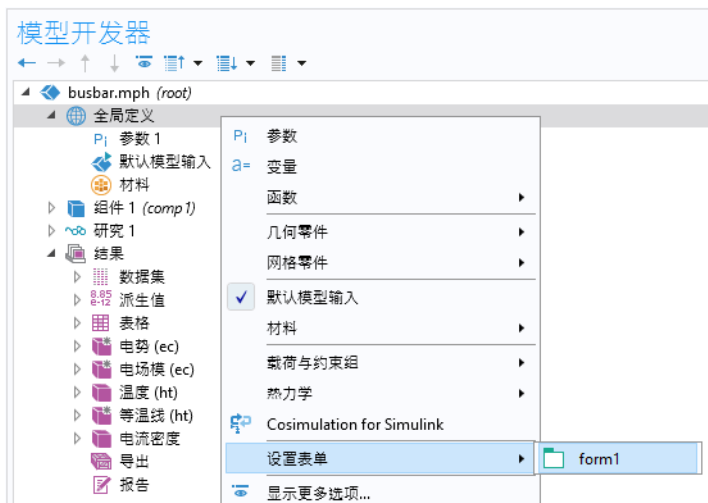 模型开发器
busbar.mph (root)
全局定义
Pi 参数 1
默认模型输入
材料
组件 1 (comp1)
研究 1
结果
数据集
8.85
e-12 派生值
表格
电势 (ec)
电场模 (ec)
温度 (ht)
等温线 (ht)
电流密度
导出
报告
Pi 参数
a= 变量
函数
几何零件
网格零件
默认模型输入
材料
载荷与约束组
热力学
Cosimulation for Simulink
设置表单
显示更多选项...
form1